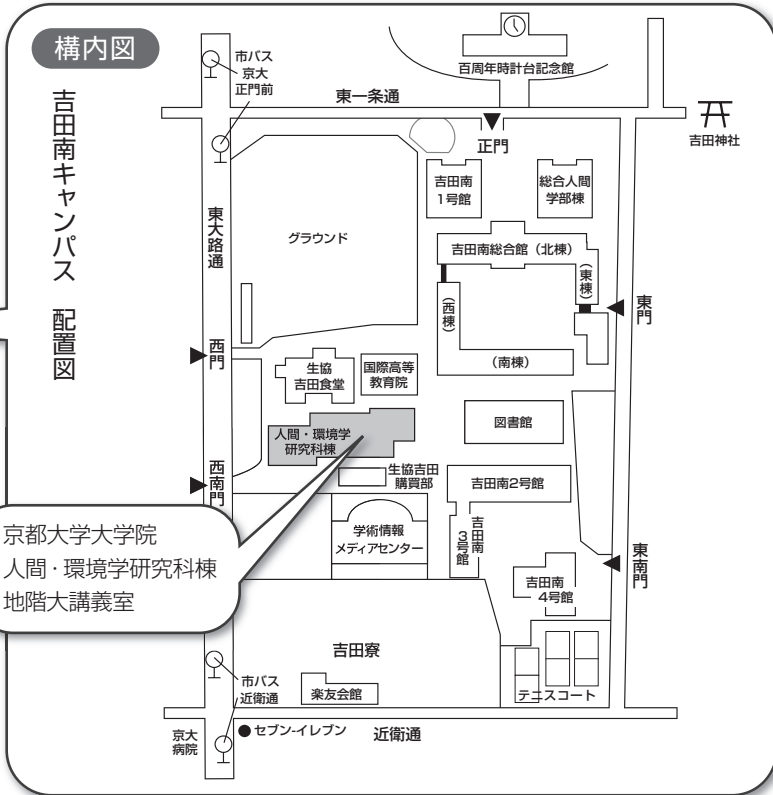 構内図
吉田南キャンパス 配置図
市バス
京大
正門前
百周年時計台記念館
東一条通
正門
吉田神社
吉田南
1号館
総合人間
学部棟
東大路通
グラウンド
吉田南総合館(北棟)
(東棟)
(西棟)
東門
(南棟)
西門
生協
吉田食堂
国際高等
教育院
図書館
人間・環境学
研究科棟
生協吉田
購買部
吉田南2号館
西南門
学術情報
メディアセンター
吉田南
3号館
東南門
吉田南
4号館
京都大学大学院
人間・環境学研究科棟
地階大講義室
吉田寮
市バス
近衛通
楽友会館
テニスコート
京大
病院
セブン-イレブン
近衛通